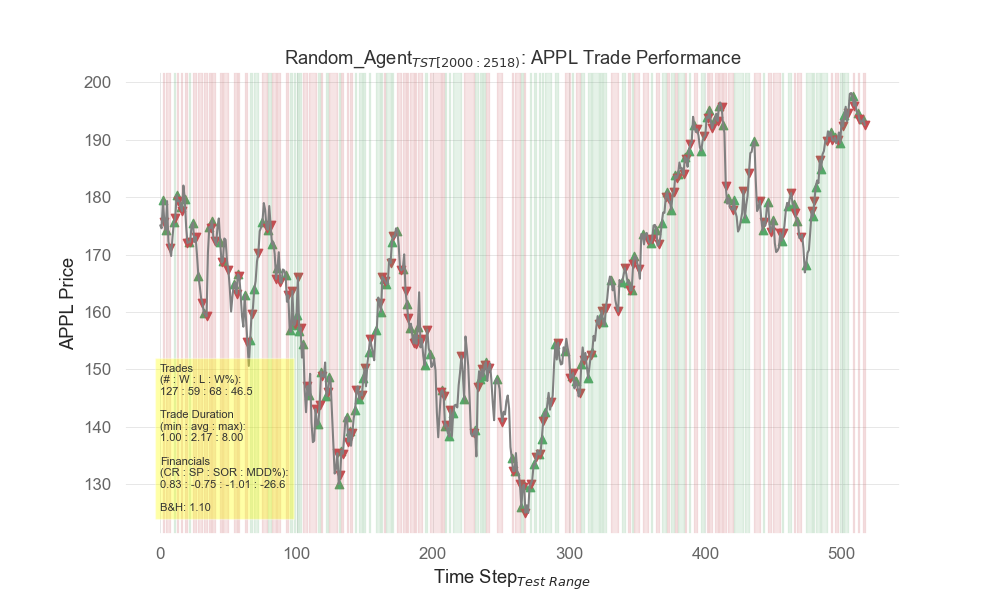 Random_Agent TST[2000:2518]: APPL Trade Performance
APPL Price
200
190
180
170
160
150
140
130
Trades
(# : W : L : W%):
127 : 59 : 68 : 46.5
Trade Duration
(min : avg : max):
1.00 : 2.17 : 8.00
Financials
(CR : SP : SOR : MDD%):
0.83 : -0.75 : -1.01 : -26.6
B&H: 1.10
0 100 200 300 400 500
Time Step Test Range